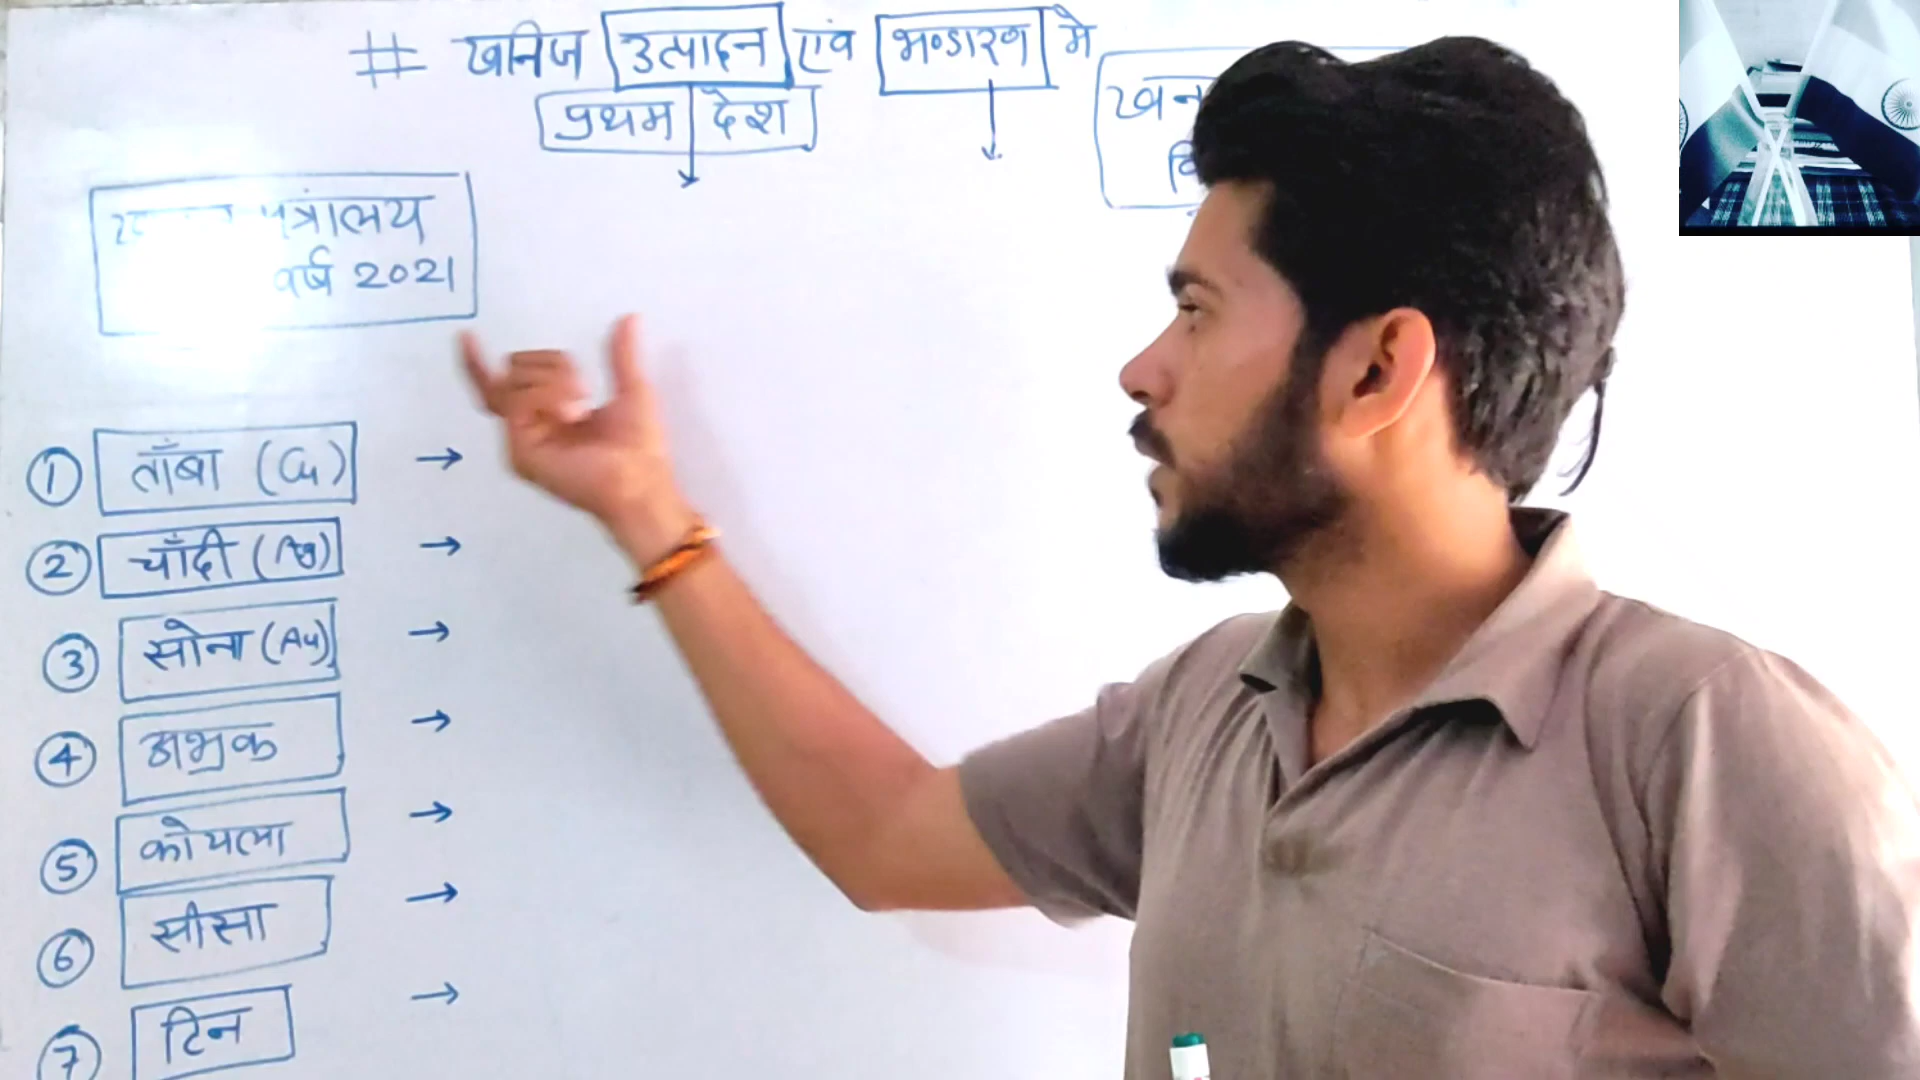 # खनिज उत्पादन एवं भण्डारण मे
प्रथम देश
मंत्रालय
वर्ष 2021
① ताँबा (Cu) →
② चाँदी (Ag) →
③ सोना (Au) →
④ अभ्रक →
⑤ कोयला →
⑥ सीसा →
⑦ टिन →